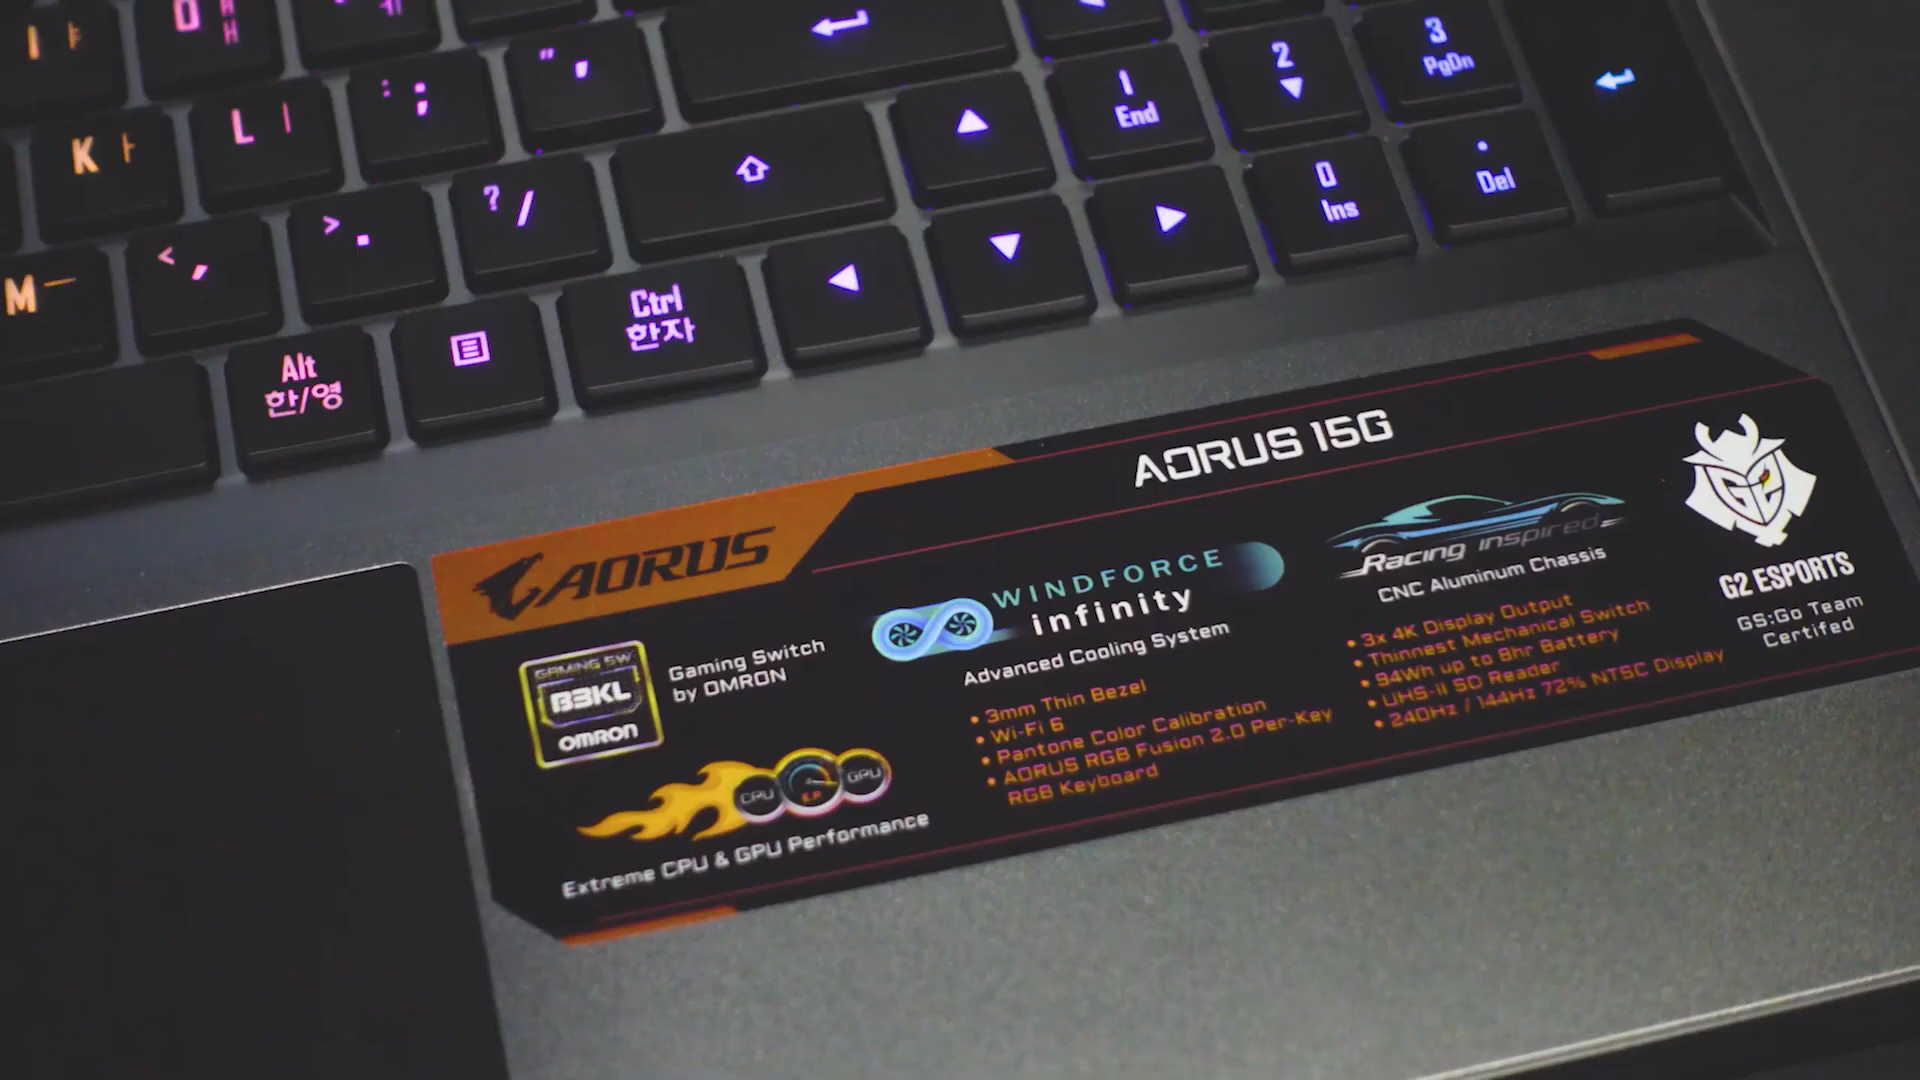 ㅣ ㅑ
ㅐ
ㅒ
ㅔ
K ㅏ
L ㅣ
: ;
" '
1
End
2
3
PgDn
M ㅡ
< ,
> .
? /
0
Ins
.
Del
Alt
한/영
Ctrl
한자
AORUS 15G
AORUS
GAMING SW
B3KL
OMRON
Gaming Switch
by OMRON
CPU
E.P.
GPU
Extreme CPU & GPU Performance
WINDFORCE
infinity
Advanced Cooling System
• 3mm Thin Bezel
• Wi-Fi 6
• Pantone Color Calibration
• AORUS RGB Fusion 2.0 Per-Key
RGB Keyboard
Racing inspired
CNC Aluminum Chassis
• 3x 4K Display Output
• Thinnest Mechanical Switch
• 94Wh up to 8hr Battery
• UHS-II SD Reader
• 240Hz / 144Hz 72% NTSC Display
G2
G2 ESPORTS
GS:Go Team
Certifed